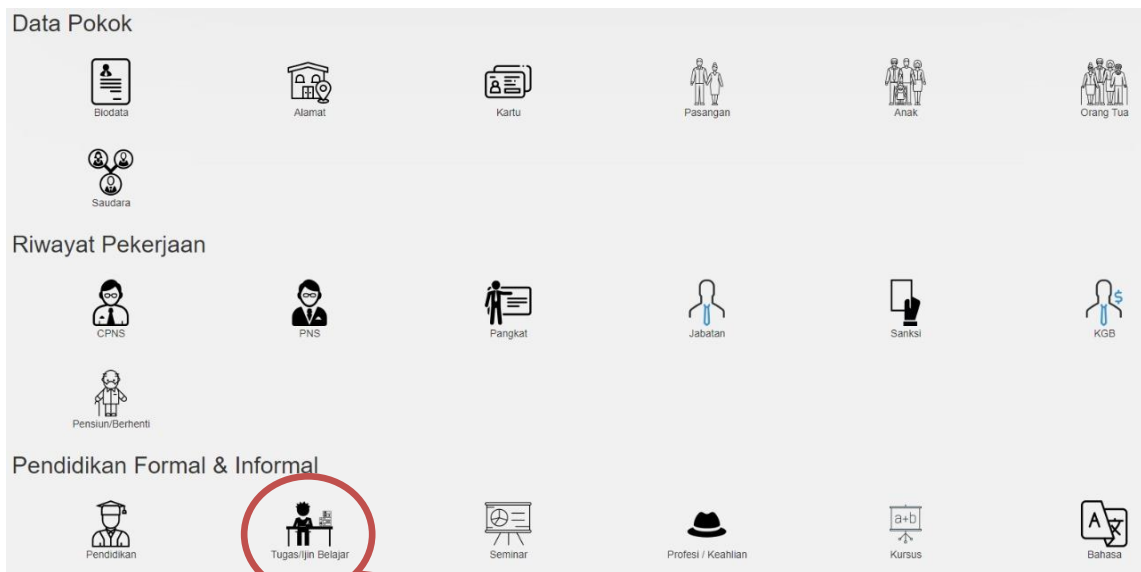 Data Pokok
Biodata
Alamat
Kartu
Pasangan
Anak
Orang Tua
Saudara
Riwayat Pekerjaan
CPNS
PNS
Pangkat
Jabatan
Sanksi
$
KGB
Pensiun/Berhenti
Pendidikan Formal & Informal
Pendidikan
Tugas/Ijin Belajar
Seminar
Profesi / Keahlian
a+b
Kursus
A 文
Bahasa